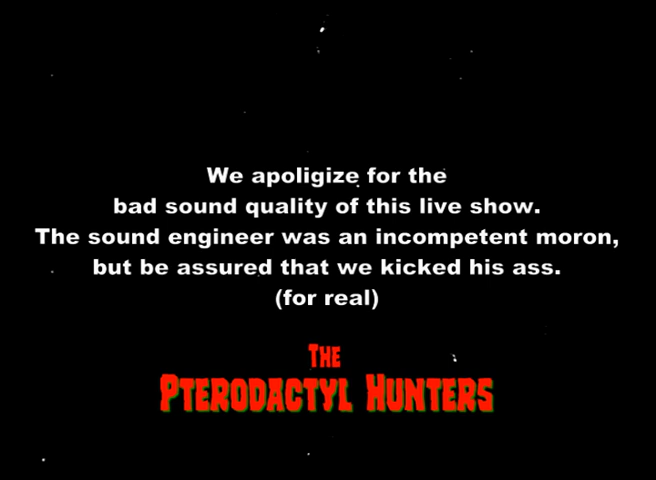 We apoligize for the
bad sound quality of this live show.
The sound engineer was an incompetent moron,
but be assured that we kicked his ass.
(for real)
The
Pterodactyl Hunters